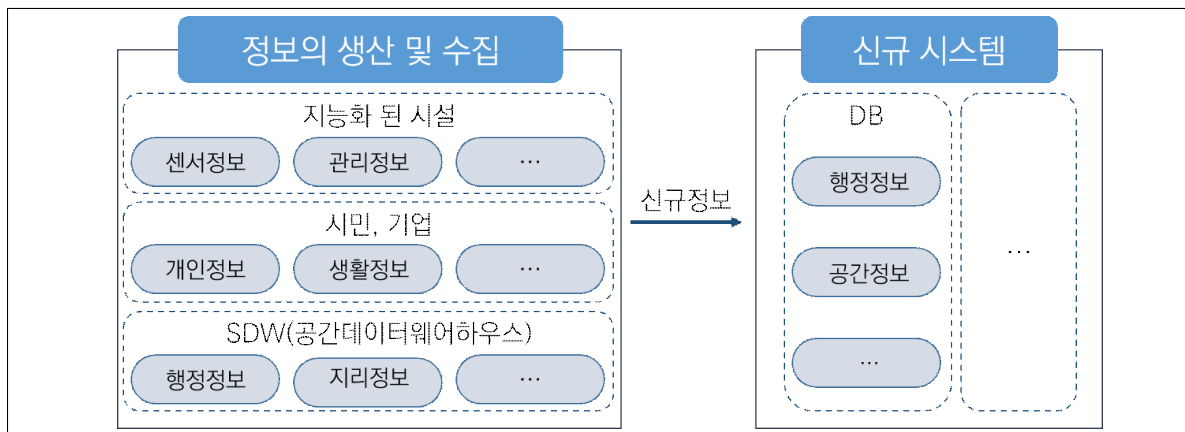 정보의 생산 및 수집
지능화 된 시설
센서정보 관리정보 …
시민, 기업
개인정보 생활정보 …
SDW(공간데이터웨어하우스)
행정정보 지리정보 …
신규정보
신규 시스템
DB
행정정보
공간정보
…
…